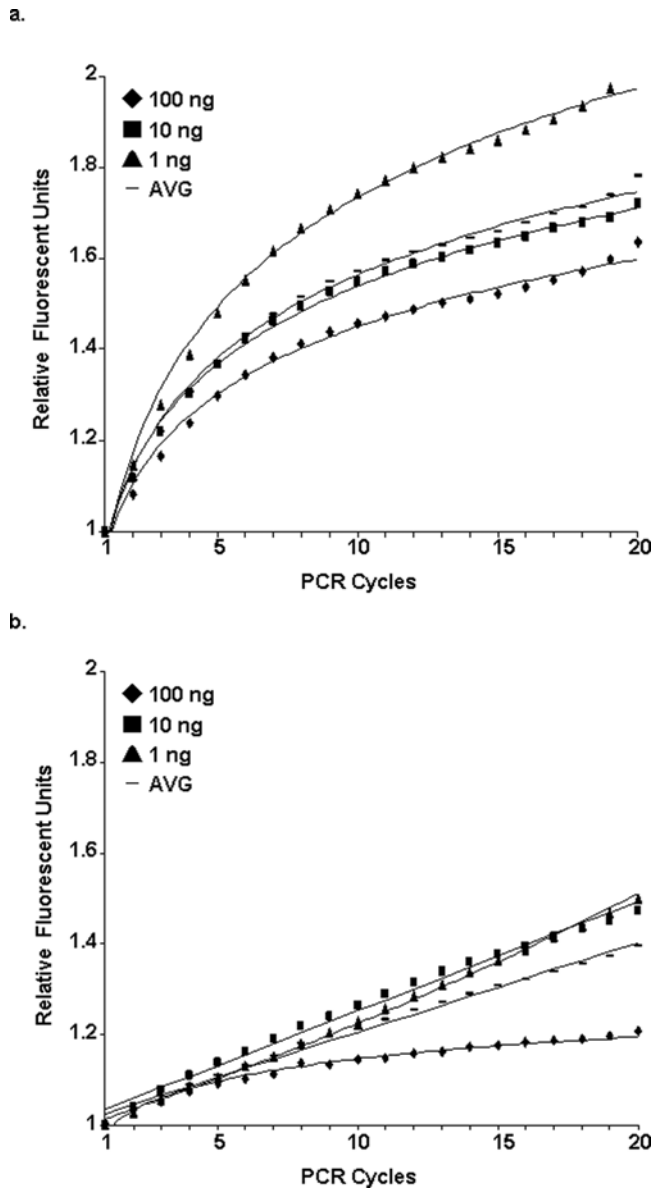 a.
2
1.8
1.6
1.4
1.2
1
Relative Fluorescent Units
100 ng
10 ng
1 ng
AVG
1 5 10 15 20
PCR Cycles
b.
2
1.8
1.6
1.4
1.2
1
Relative Fluorescent Units
100 ng
10 ng
1 ng
AVG
1 5 10 15 20
PCR Cycles